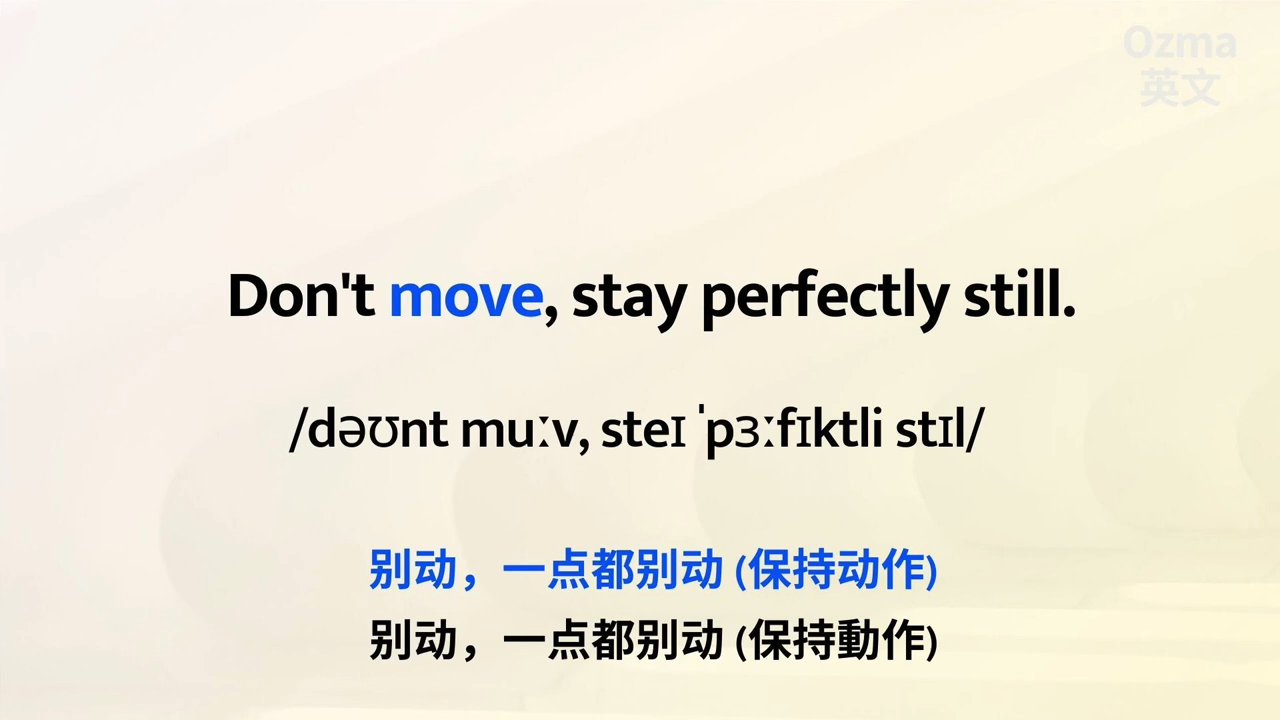 Ozma
英文
Don't move, stay perfectly still.
/dəʊnt muːv, steɪ ˈpɜːfɪktli stɪl/
别动，一点都别动 (保持动作)
别动，一点都别动 (保持動作)